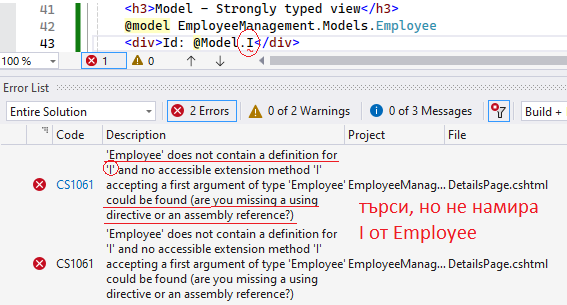 <h3>Model - Strongly typed view</h3>
41
@model EmployeeManagement.Models.Employee
42
<div>Id: @Model.I</div>
43
100 %
1
0
Error List
Entire Solution
2 Errors
0 of 2 Warnings
0 of 3 Messages
Build +
Code
Description
Project
File
CS1061
'Employee' does not contain a definition for
'I' and no accessible extension method 'I'
accepting a first argument of type 'Employee'
could be found (are you missing a using
directive or an assembly reference?)
EmployeeManag...
DetailsPage.cshtml
търси, но не намира
I от Employee
CS1061
'Employee' does not contain a definition for
'I' and no accessible extension method 'I'
accepting a first argument of type 'Employee'
could be found (are you missing a using
directive or an assembly reference?)
EmployeeManag...
DetailsPage.cshtml